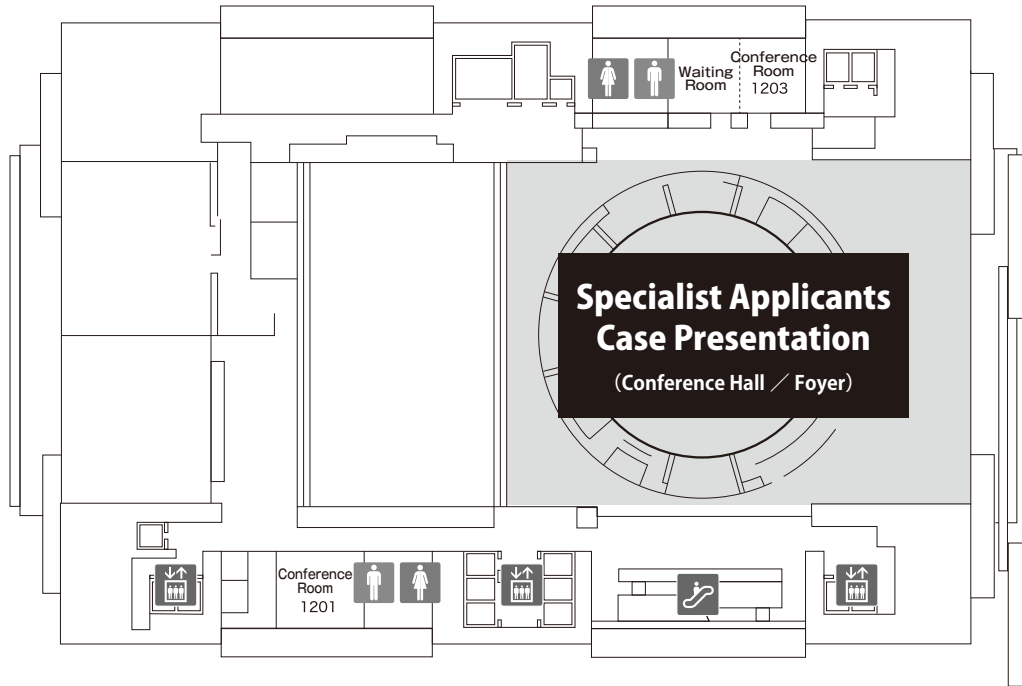 Waiting
Room
Conference
Room
1203
Specialist Applicants
Case Presentation
(Conference Hall ／ Foyer)
Conference
Room
1201